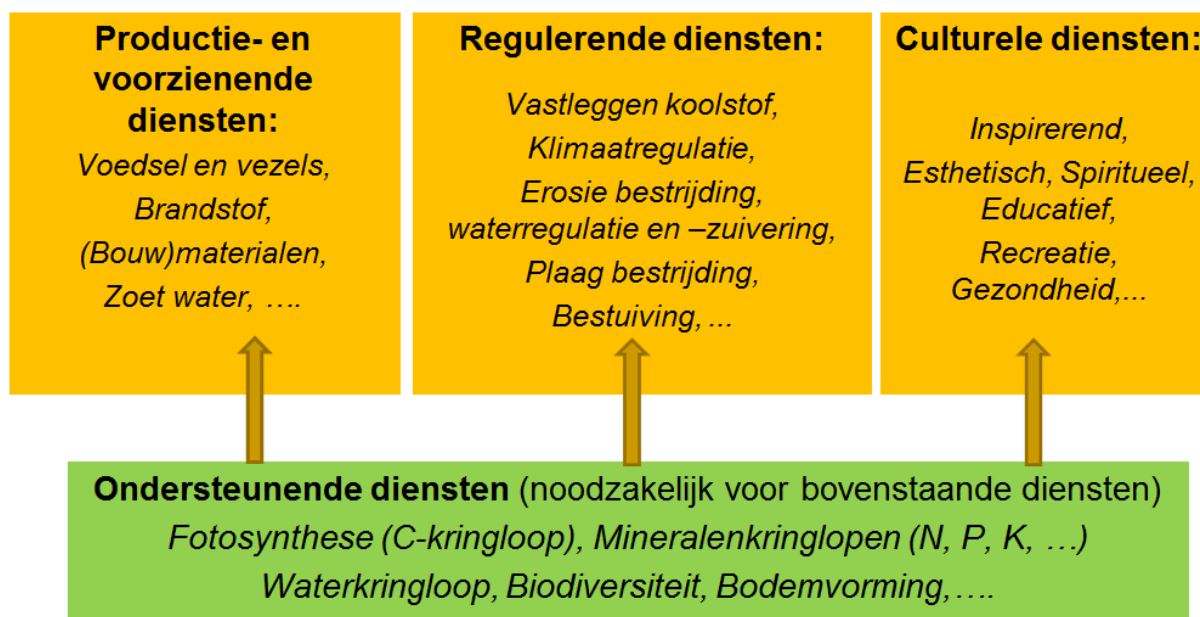 Productie- en
voorzienende
diensten:
Voedsel en vezels,
Brandstof,
(Bouw)materialen,
Zoet water, ….
Regulerende diensten:
Vastleggen koolstof,
Klimaatregulatie,
Erosie bestrijding,
waterregulatie en –zuivering,
Plaag bestrijding,
Bestuiving, ...
Culturele diensten:
Inspirerend,
Esthetisch, Spiritueel,
Educatief,
Recreatie,
Gezondheid,...
Ondersteunende diensten (noodzakelijk voor bovenstaande diensten)
Fotosynthese (C-kringloop), Mineralenkringlopen (N, P, K, …)
Waterkringloop, Biodiversiteit, Bodemvorming,….